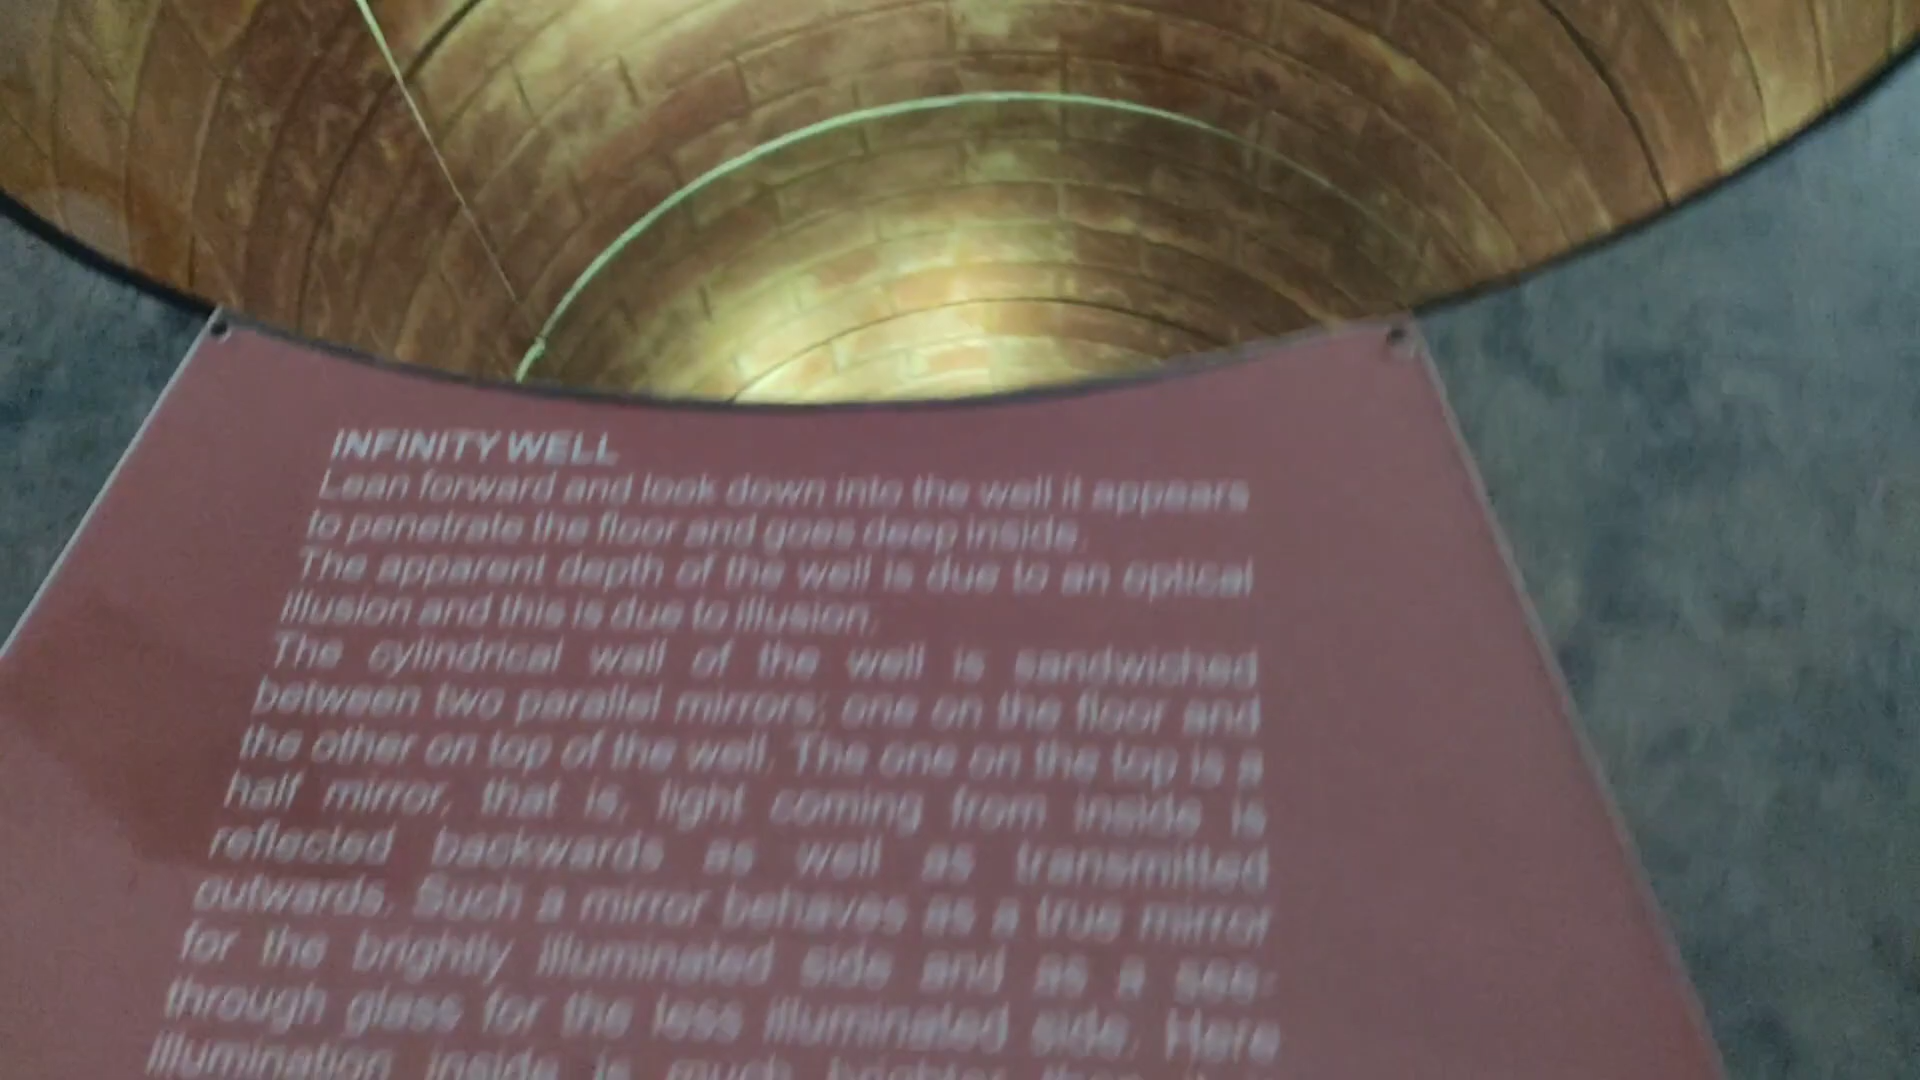 INFINITY WELL
Lean forward and look down into the well it appears
to penetrate the floor and goes deep inside.
The apparent depth of the well is due to an optical
illusion and this is due to illusion.
The cylindrical wall of the well is sandwiched
between two parallel mirrors; one on the floor and
the other on top of the well. The one on the top is a
half mirror, that is, light coming from inside is
reflected backwards as well as transmitted
outwards. Such a mirror behaves as a true mirror
for the brightly illuminated side and as a see-
through glass for the less illuminated side. Here
illumination inside is much brighter than